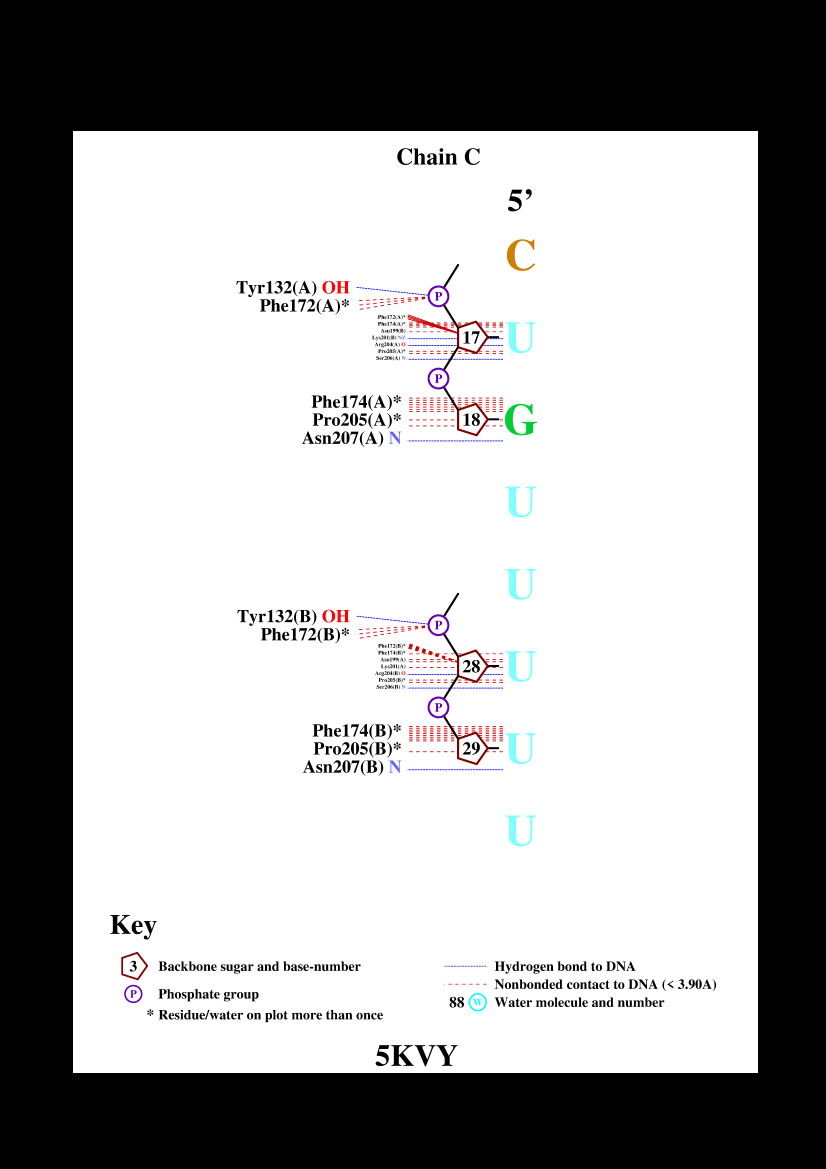 Chain C
5’
C
Tyr132(A) OH
P
Phe172(A)*
Phe172(A)*
Phe174(A)*
Asn199(B)
Lys201(B) NZ
17
U
Arg204(A) O
Pro205(A)*
Ser206(A) N
P
Phe174(A)*
Pro205(A)*
18
G
Asn207(A) N
U
U
Tyr132(B) OH
P
Phe172(B)*
Phe172(B)*
Phe174(B)*
Asn199(A)
Lys201(A)
28
U
Arg204(B) O
Pro205(B)*
Ser206(B) N
P
Phe174(B)*
Pro205(B)*
29
U
Asn207(B) N
U
Key
3 Backbone sugar and base-number
P Phosphate group
* Residue/water on plot more than once
Hydrogen bond to DNA
Nonbonded contact to DNA (< 3.90A)
88 W Water molecule and number
5KVY